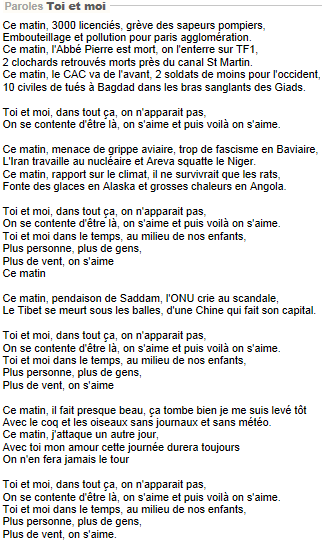 Paroles Toi et moi
Ce matin, 3000 licenciés, grève des sapeurs pompiers,
Embouteillage et pollution pour paris agglomération.
Ce matin, l'Abbé Pierre est mort, on l'enterre sur TF1,
2 clochards retrouvés morts près du canal St Martin.
Ce matin, le CAC va de l'avant, 2 soldats de moins pour l'occident,
10 civiles de tués à Bagdad dans les bras sanglants des Giads.
Toi et moi, dans tout ça, on n'apparait pas,
On se contente d'être là, on s'aime et puis voilà on s'aime.
Ce matin, menace de grippe aviaire, trop de fascisme en Baviaire,
L'Iran travaille au nucléaire et Areva squatte le Niger.
Ce matin, rapport sur le climat, il ne survivrait que les rats,
Fonte des glaces en Alaska et grosses chaleurs en Angola.
Toi et moi, dans tout ça, on n'apparait pas,
On se contente d'être là, on s'aime et puis voilà on s'aime.
Toi et moi dans le temps, au milieu de nos enfants,
Plus personne, plus de gens,
Plus de vent, on s'aime
Ce matin
Ce matin, pendaison de Saddam, l'ONU crie au scandale,
Le Tibet se meurt sous les balles, d'une Chine qui fait son capital.
Toi et moi, dans tout ça, on n'apparait pas,
On se contente d'être là, on s'aime et puis voilà on s'aime.
Toi et moi dans le temps, au milieu de nos enfants,
Plus personne, plus de gens,
Plus de vent, on s'aime
Ce matin, il fait presque beau, ça tombe bien je me suis levé tôt
Avec le coq et les oiseaux sans journaux et sans météo.
Ce matin, j'attaque un autre jour,
Avec toi mon amour cette journée durera toujours
On n'en fera jamais le tour
Toi et moi, dans tout ça, on n'apparait pas,
On se contente d'être là, on s'aime et puis voilà on s'aime.
Toi et moi dans le temps, au milieu de nos enfants,
Plus personne, plus de gens,
Plus de vent, on s'aime.